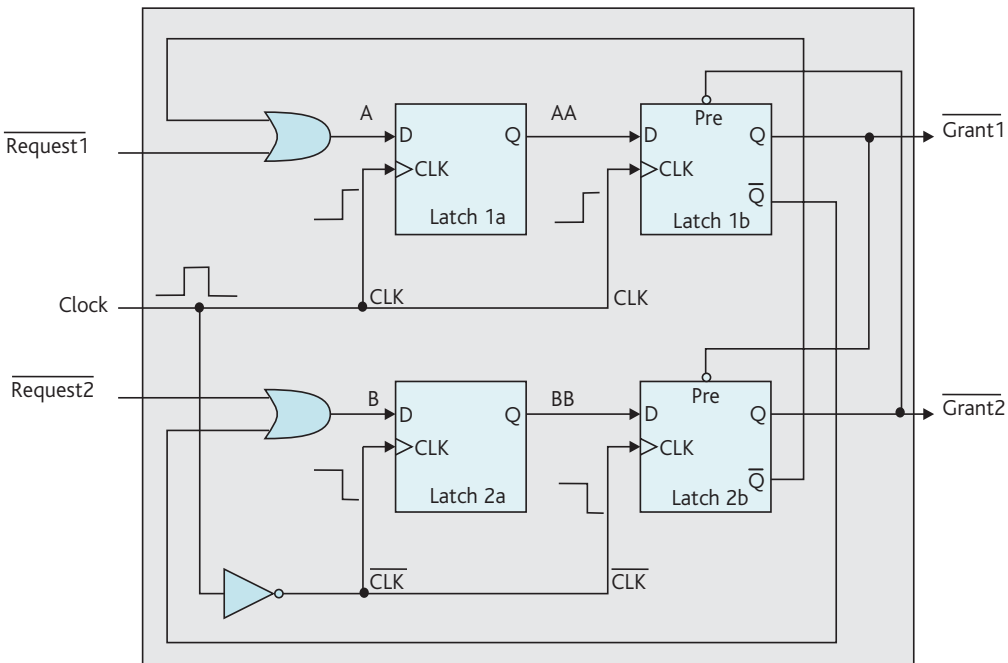 A
AA
Pre
Request1
D
Q
D
Q
Grant1
CLK
CLK
Q
Latch 1a
Latch 1b
Clock
CLK
CLK
Request2
B
BB
Pre
D
Q
D
Q
Grant2
CLK
CLK
Q
Latch 2a
Latch 2b
CLK
CLK